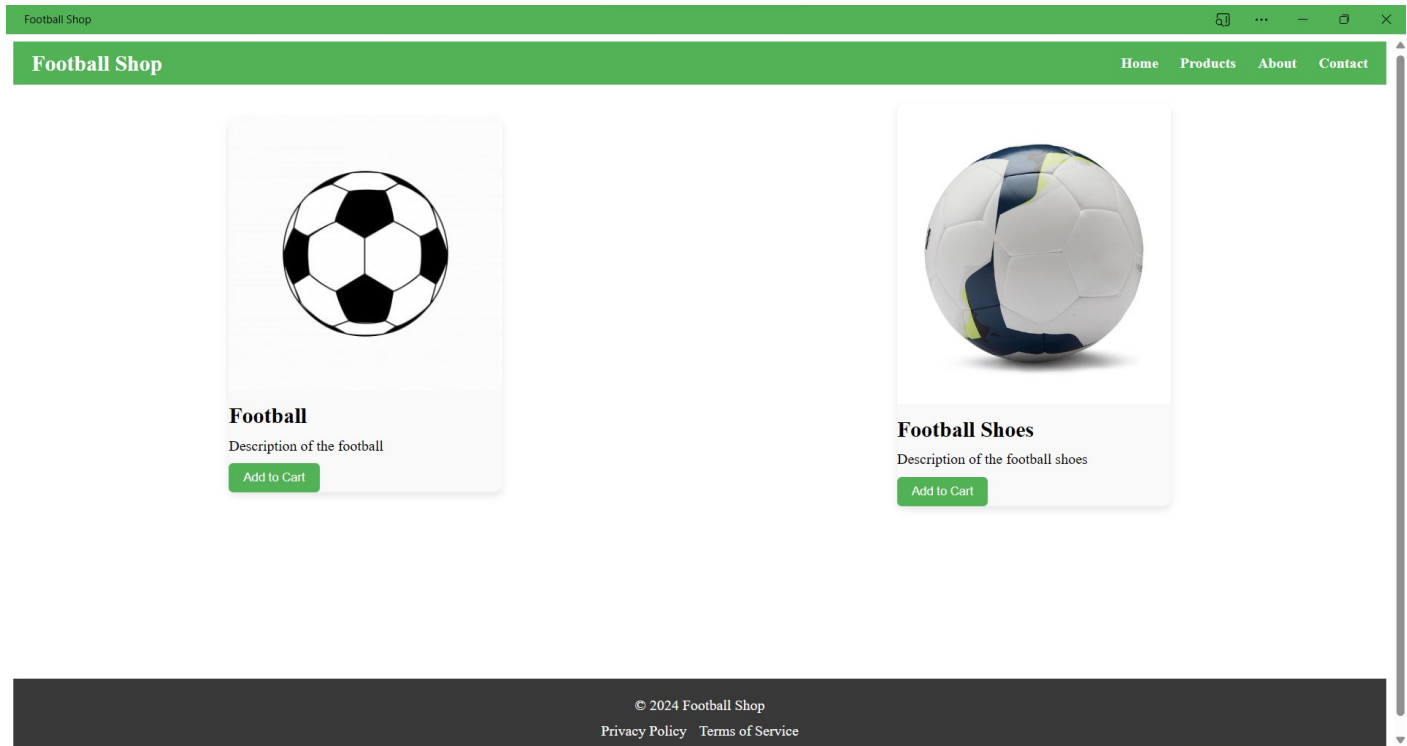 Football Shop
Football Shop
Home Products About Contact
Football
Description of the football
Add to Cart
Football Shoes
Description of the football shoes
Add to Cart
© 2024 Football Shop
Privacy Policy Terms of Service